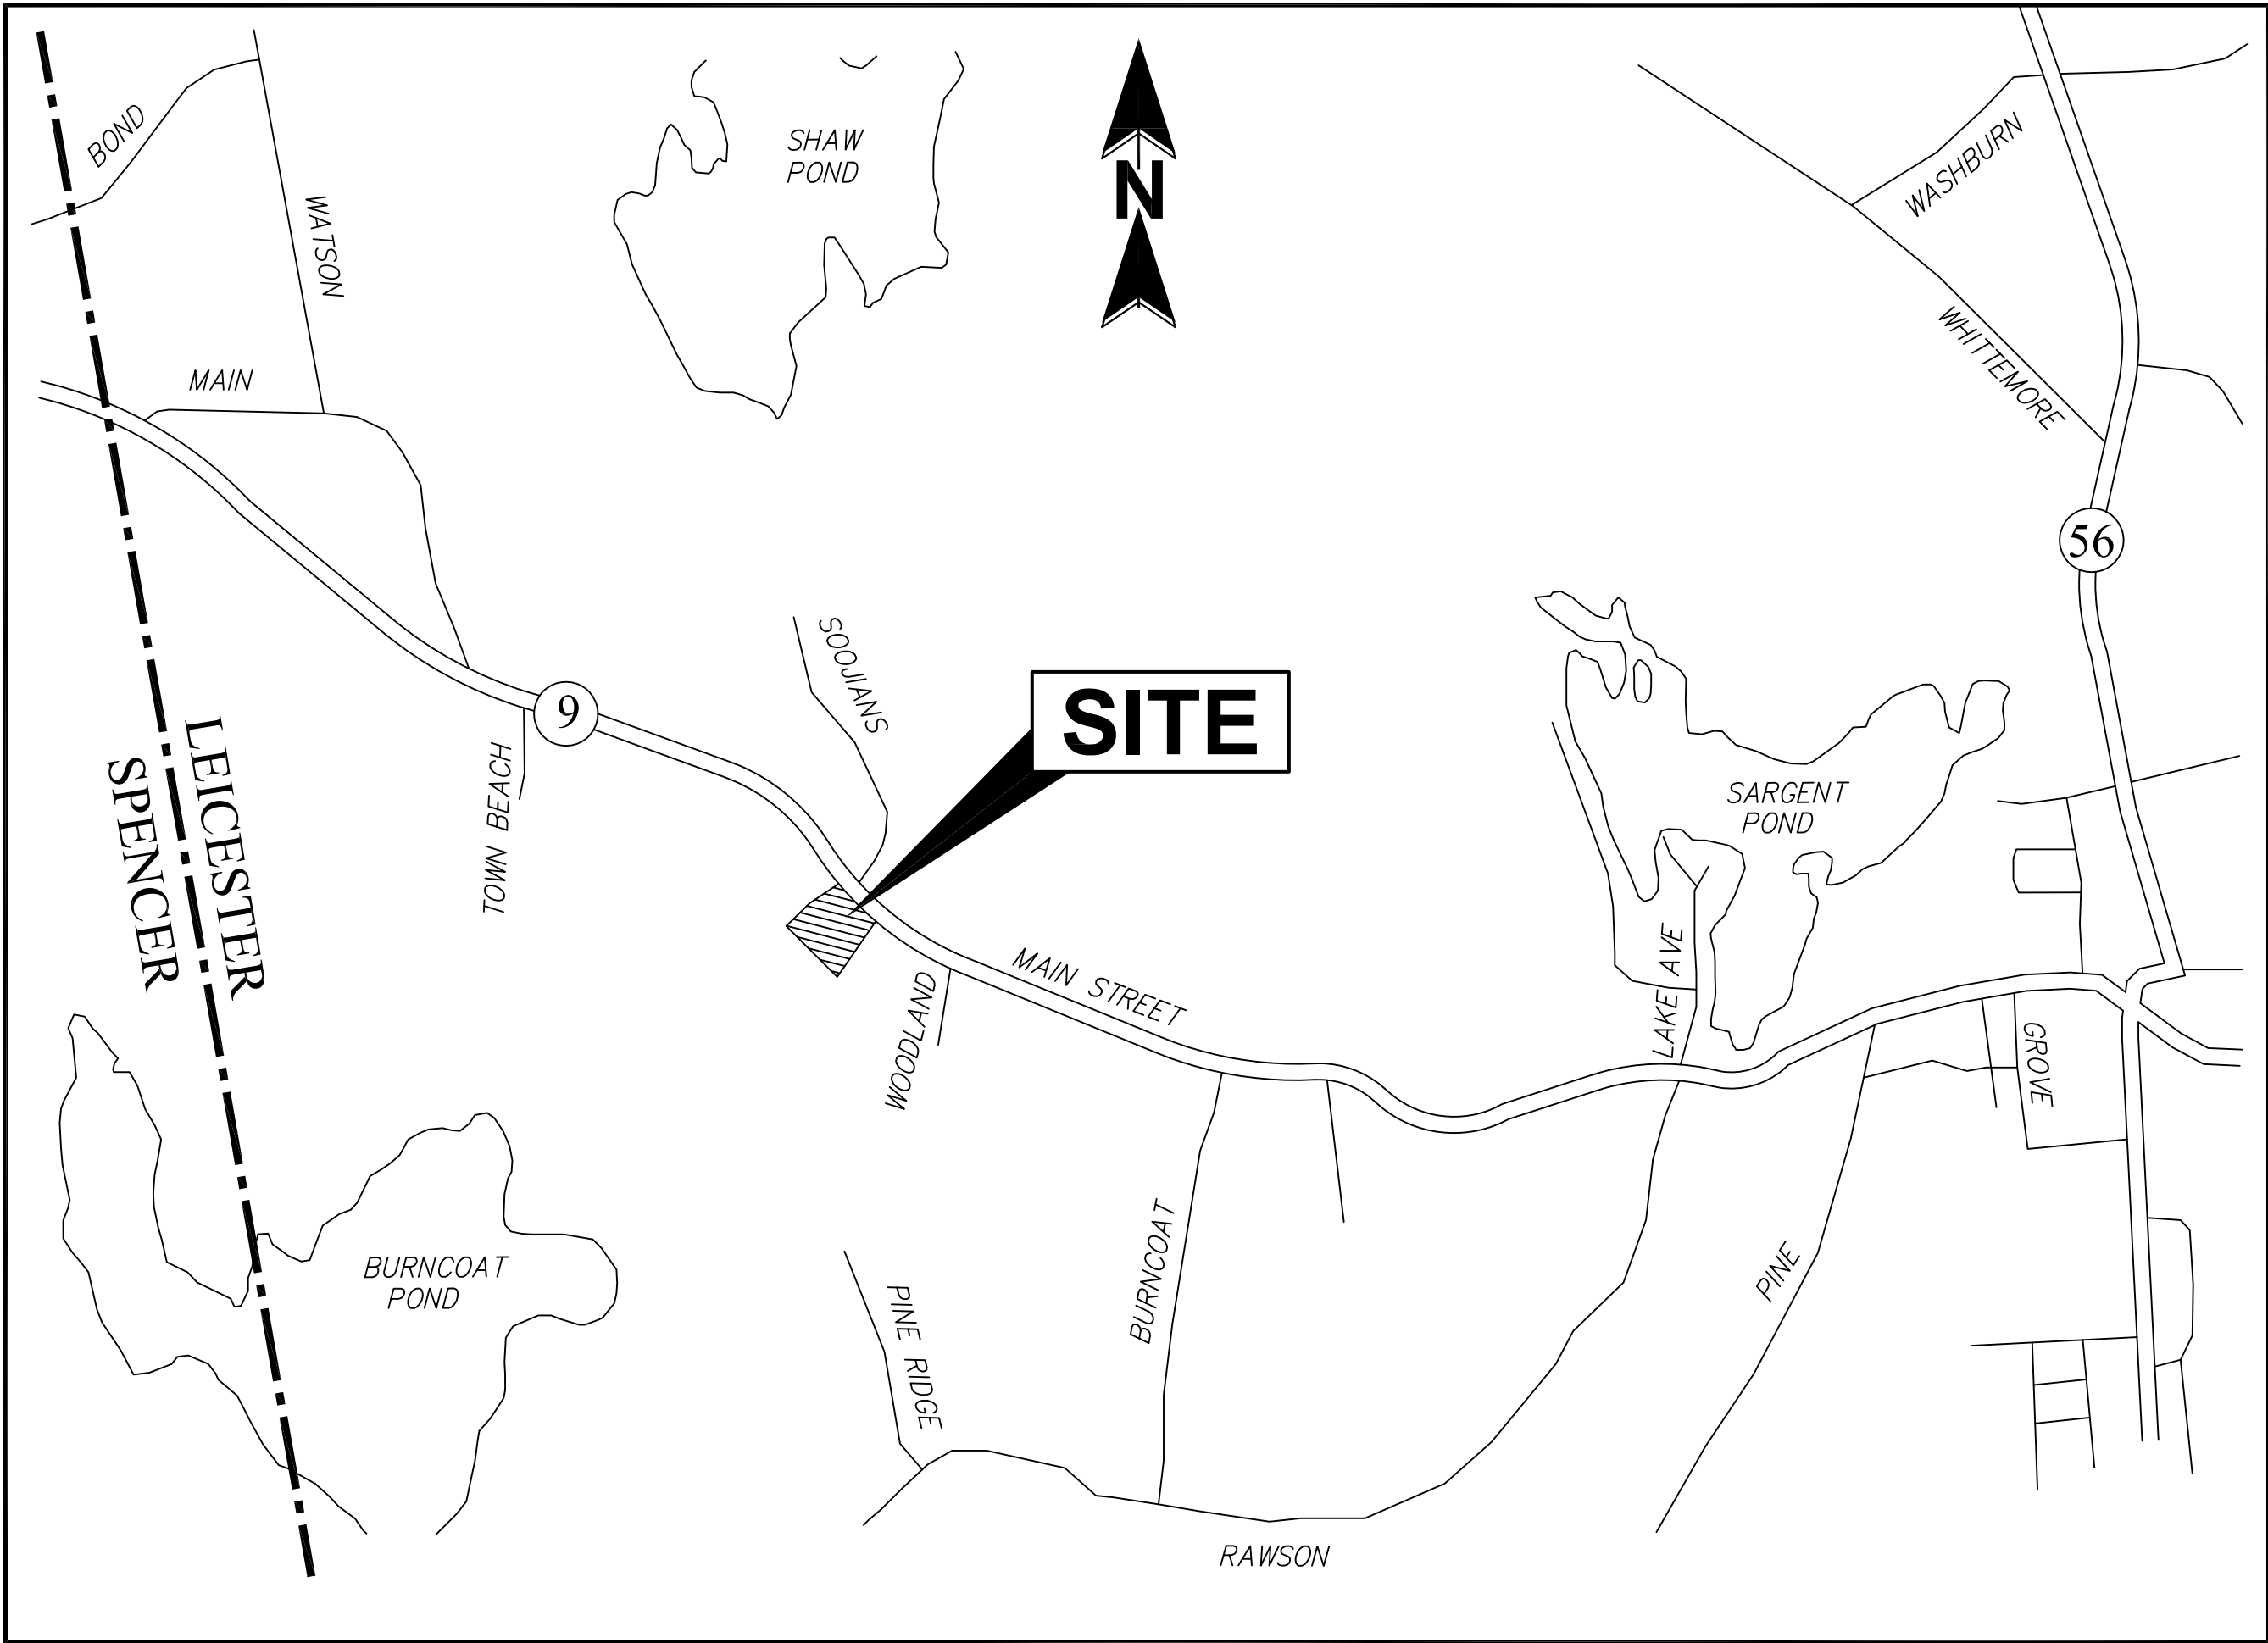 BOND
WATSON
SHAW
POND
N
WASHBURN
WHITTEMORE
MAIN
56
SOOJIANS
SITE
9
TOWN BEACH
LEICESTER
SPENCER
SARGENT
POND
MAIN STREET
LAKE AVE
WOODLAND
GROVE
BURNCOAT
POND
PINE RIDGE
BURNCOAT
PINE
RAWSON